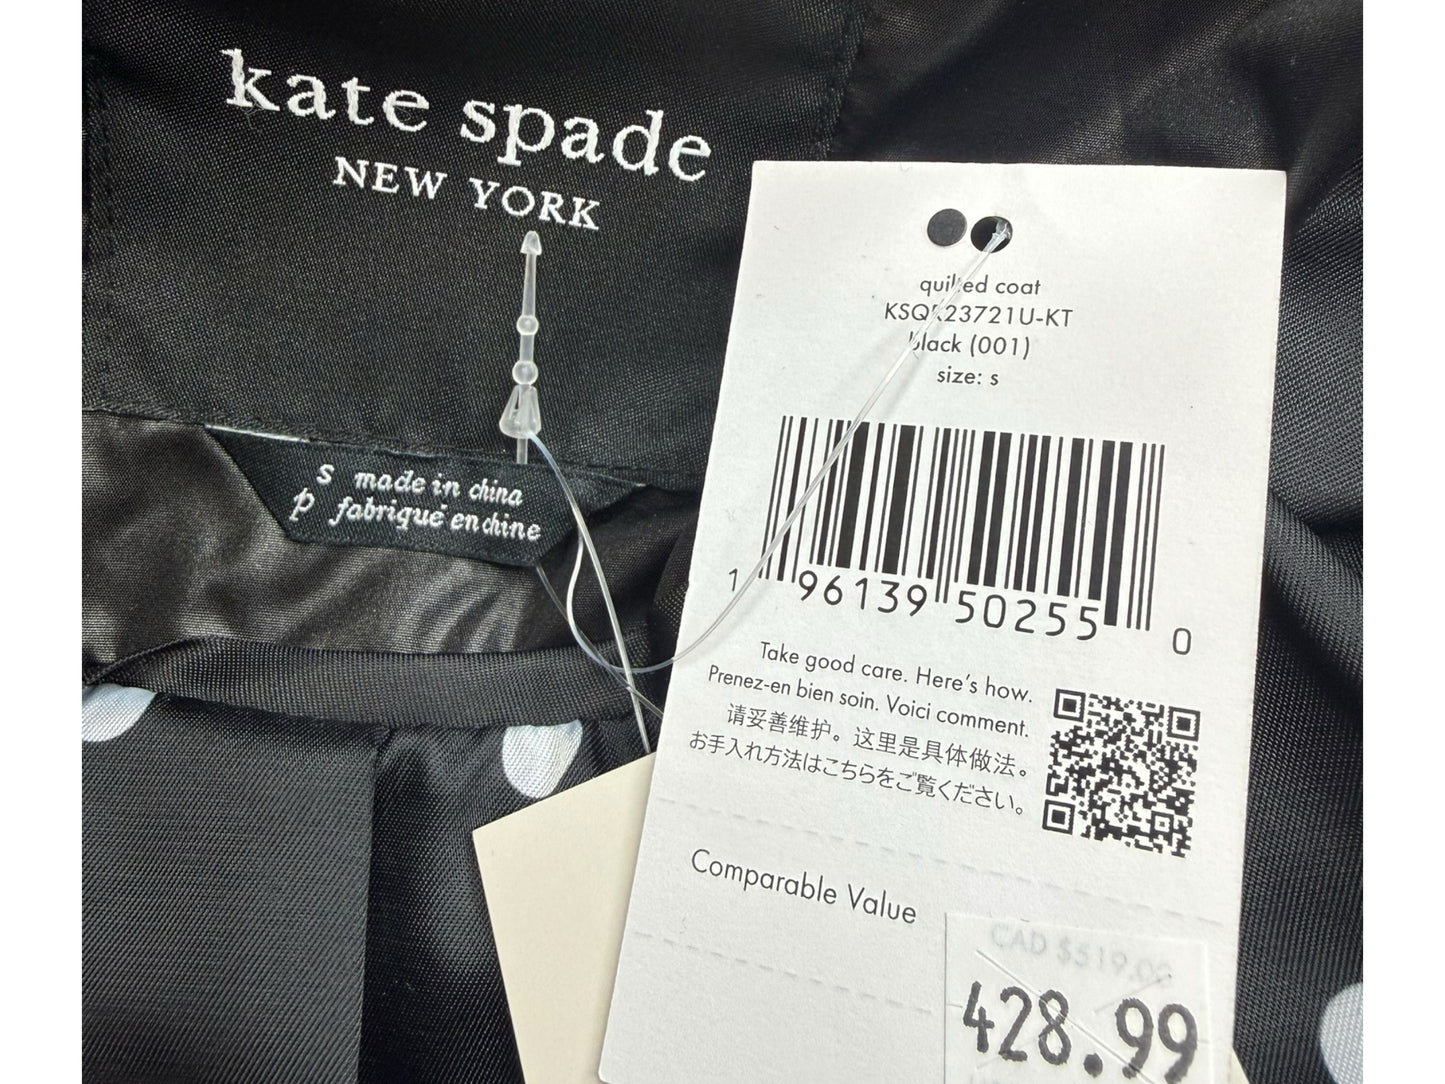 kate spade
NEW YORK
s made in china
p fabriqué en chine
quilted coat
KSQR23721U-KT
black (001)
size: s
1 96139 50255 0
Take good care. Here's how.
Prenez-en bien soin. Voici comment.
请妥善维护。这里是具体做法。
お手入れ方法はこちらをご覧ください。
Comparable Value
CAD $519.00
428.99